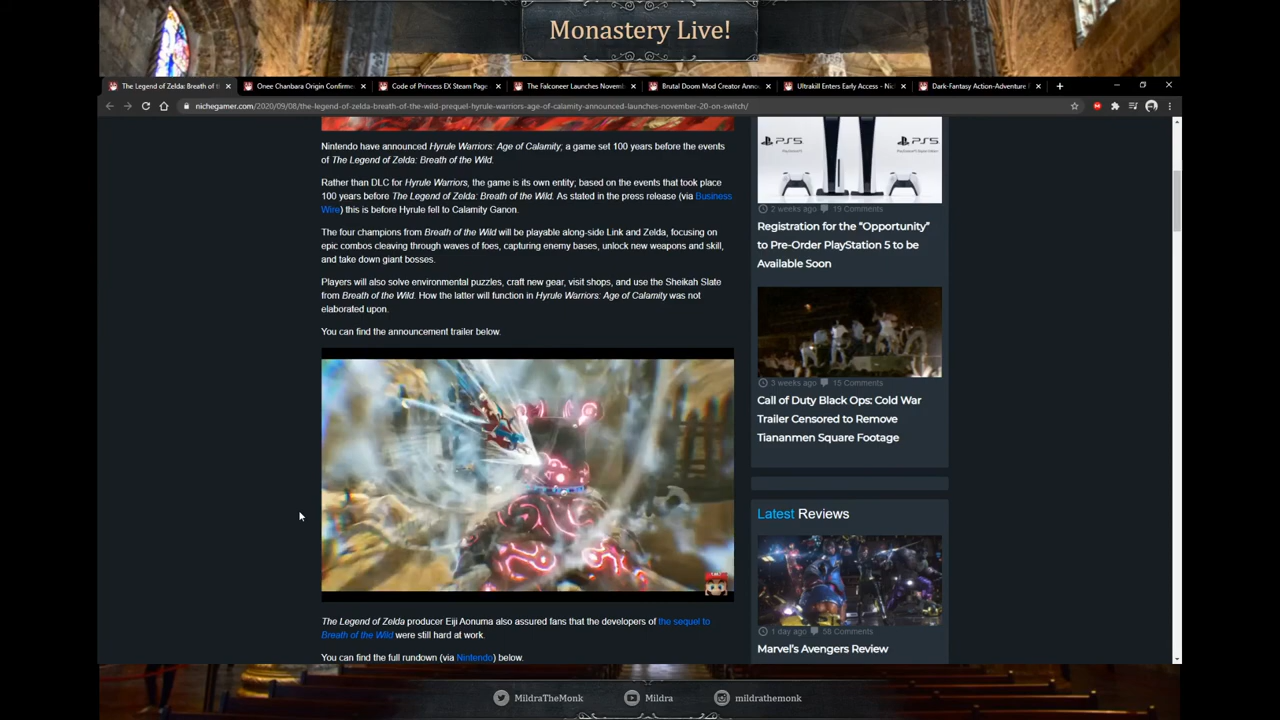 Monastery Live!
The Legend of Zelda: Breath of t
Onee Chanbara Origin Confirme
Code of Princess EX Steam Page
The Falconeer Launches Novemb
Brutal Doom Mod Creator Anno
Ultrakill Enters Early Access - Nic
Dark-Fantasy Action-Adventure
nichegamer.com/2020/09/08/the-legend-of-zelda-breath-of-the-wild-prequel-hyrule-warriors-age-of-calamity-announced-launches-november-20-on-switch/
Nintendo have announced Hyrule Warriors: Age of Calamity; a game set 100 years before the events
of The Legend of Zelda: Breath of the Wild.
Rather than DLC for Hyrule Warriors, the game is its own entity; based on the events that took place
100 years before The Legend of Zelda: Breath of the Wild. As stated in the press release (via Business
Wire) this is before Hyrule fell to Calamity Ganon.
The four champions from Breath of the Wild will be playable along-side Link and Zelda, focusing on
epic combos cleaving through waves of foes, capturing enemy bases, unlock new weapons and skill,
and take down giant bosses.
Players will also solve environmental puzzles, craft new gear, visit shops, and use the Sheikah Slate
from Breath of the Wild. How the latter will function in Hyrule Warriors: Age of Calamity was not
elaborated upon.
You can find the announcement trailer below.
The Legend of Zelda producer Eiji Aonuma also assured fans that the developers of the sequel to
Breath of the Wild were still hard at work.
You can find the full rundown (via Nintendo) below.
PS5
PS5
2 weeks ago 19 Comments
Registration for the “Opportunity”
to Pre-Order PlayStation 5 to be
Available Soon
3 weeks ago 15 Comments
Call of Duty Black Ops: Cold War
Trailer Censored to Remove
Tiananmen Square Footage
Latest Reviews
1 day ago 58 Comments
Marvel's Avengers Review
MildraTheMonk
Mildra
mildrathemonk